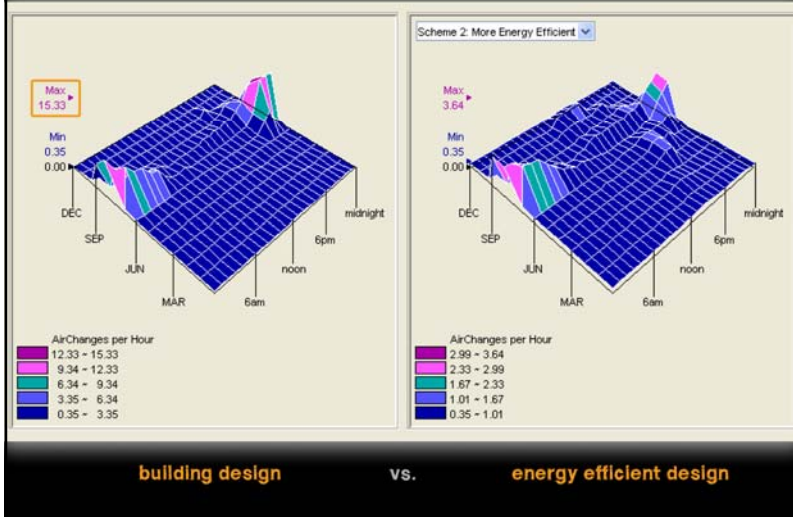 Max
15.33
Min
0.35
0.00
DEC
SEP
JUN
MAR
6am
noon
6pm
midnight
AirChanges per Hour
12.33 ~ 15.33
9.34 ~ 12.33
6.34 ~ 9.34
3.35 ~ 6.34
0.35 ~ 3.35
Scheme 2: More Energy Efficient
Max
3.64
Min
0.35
0.00
DEC
SEP
JUN
MAR
6am
noon
6pm
midnight
AirChanges per Hour
2.99 ~ 3.64
2.33 ~ 2.99
1.67 ~ 2.33
1.01 ~ 1.67
0.35 ~ 1.01
building design vs. energy efficient design